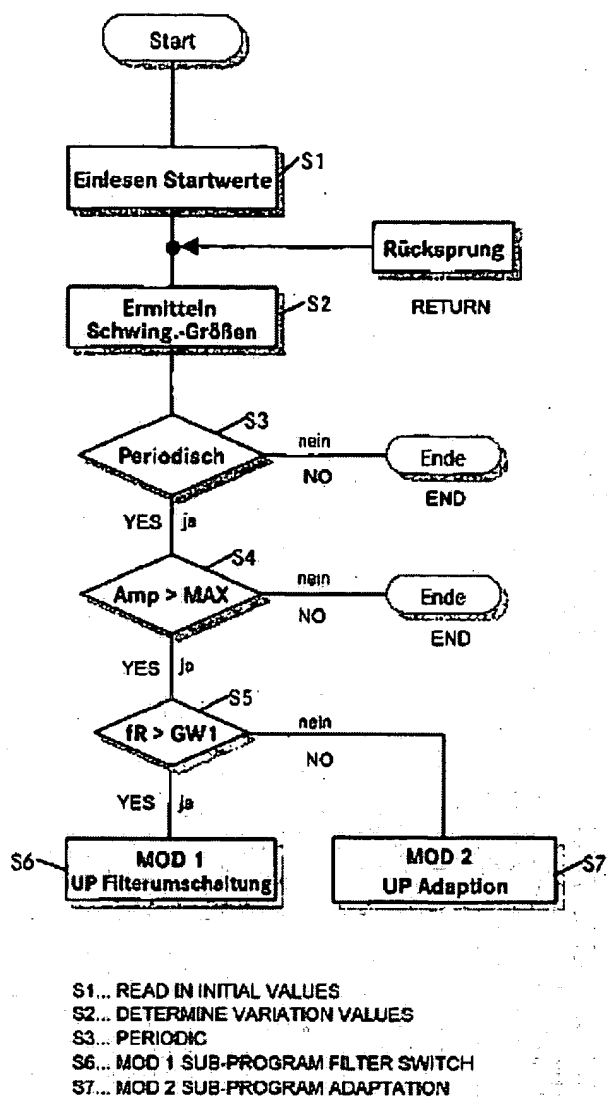 Start
S1
Einlesen Startwerte
Rücksprung
RETURN
S2
Ermitteln
Schwing.-Größen
S3
Periodisch
nein
NO
Ende
END
YES ja
S4
Amp > MAX
nein
NO
Ende
END
YES ja
S5
fR > GW1
nein
NO
YES ja
S6
MOD 1
UP Filterumschaltung
MOD 2
UP Adaption
S7
S1... READ IN INITIAL VALUES
S2... DETERMINE VARIATION VALUES
S3... PERIODIC
S6... MOD 1 SUB-PROGRAM FILTER SWITCH
S7... MOD 2 SUB-PROGRAM ADAPTATION